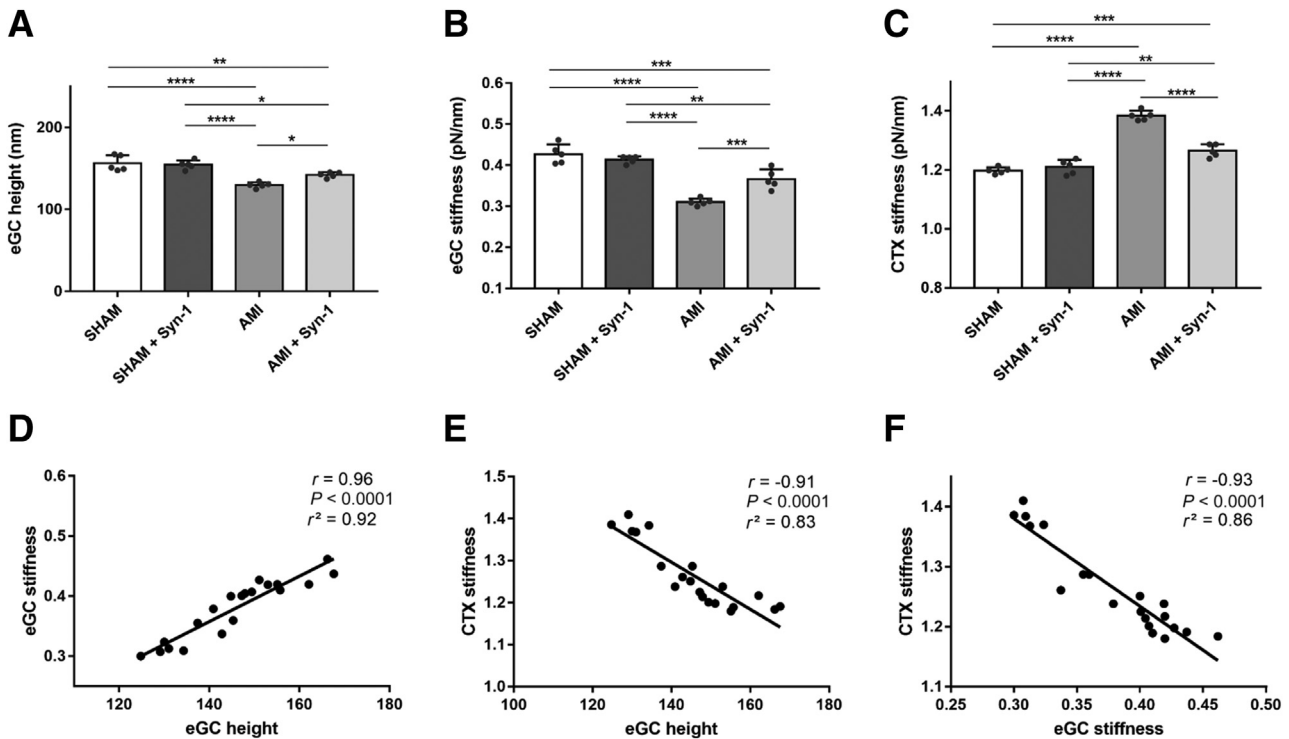 A
**
****
*
****
*
eGC height (nm)
200
100
0
SHAM
SHAM + Syn-1
AMI
AMI + Syn-1
B
***
****
**
****
***
eGC stiffness (pN/nm)
0.6
0.5
0.4
0.3
0.2
0.1
SHAM
SHAM + Syn-1
AMI
AMI + Syn-1
C
***
****
**
****
****
CTX stiffness (pN/nm)
1.4
1.2
1.0
0.8
SHAM
SHAM + Syn-1
AMI
AMI + Syn-1
D
r = 0.96
P < 0.0001
r² = 0.92
eGC stiffness
0.6
0.5
0.4
0.3
120 140 160 180
eGC height
E
r = -0.91
P < 0.0001
r² = 0.83
CTX stiffness
1.5
1.4
1.3
1.2
1.1
1.0
100 120 140 160 180
eGC height
F
r = -0.93
P < 0.0001
r² = 0.86
CTX stiffness
1.4
1.3
1.2
1.1
0.25 0.30 0.35 0.40 0.45 0.50
eGC stiffness